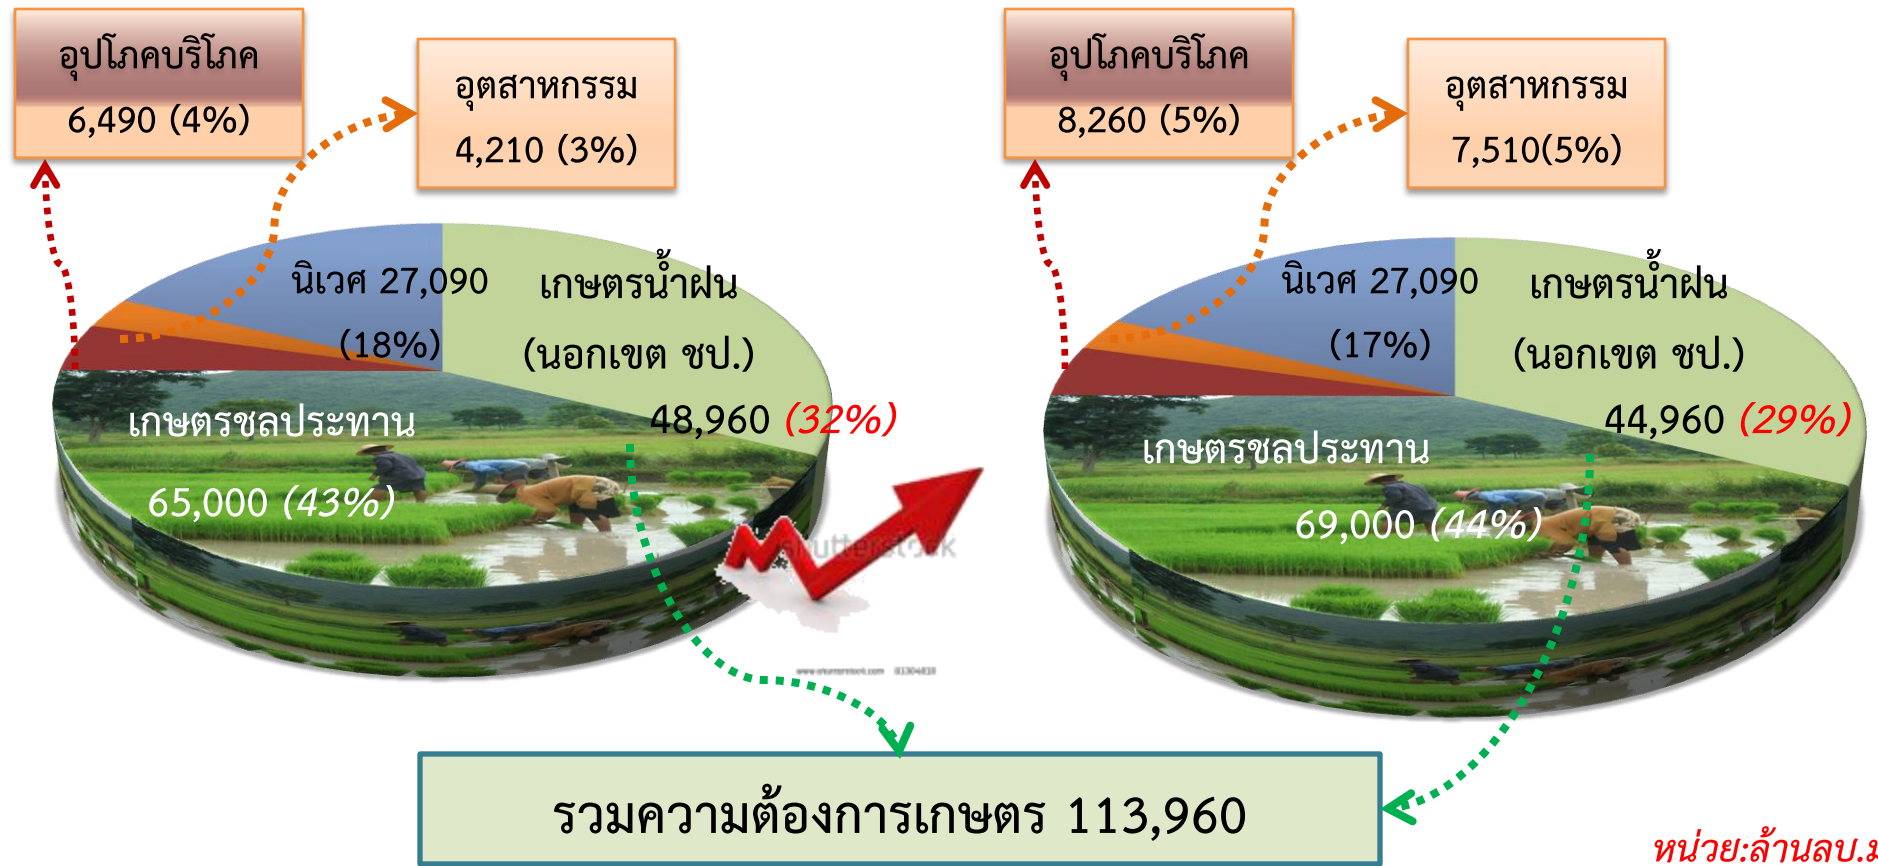 อุปโภคบริโภค
6,490 (4%)
อุตสาหกรรม
4,210 (3%)
นิเวศ 27,090
(18%)
เกษตรน้ำฝน
(นอกเขต ชป.)
48,960 (32%)
เกษตรชลประทาน
65,000 (43%)
อุปโภคบริโภค
8,260 (5%)
อุตสาหกรรม
7,510(5%)
นิเวศ 27,090
(17%)
เกษตรน้ำฝน
(นอกเขต ชป.)
44,960 (29%)
เกษตรชลประทาน
69,000 (44%)
shutterstock
www.shutterstock.com
รวมความต้องการเกษตร 113,960
หน่วย:ล้านลบ.ม